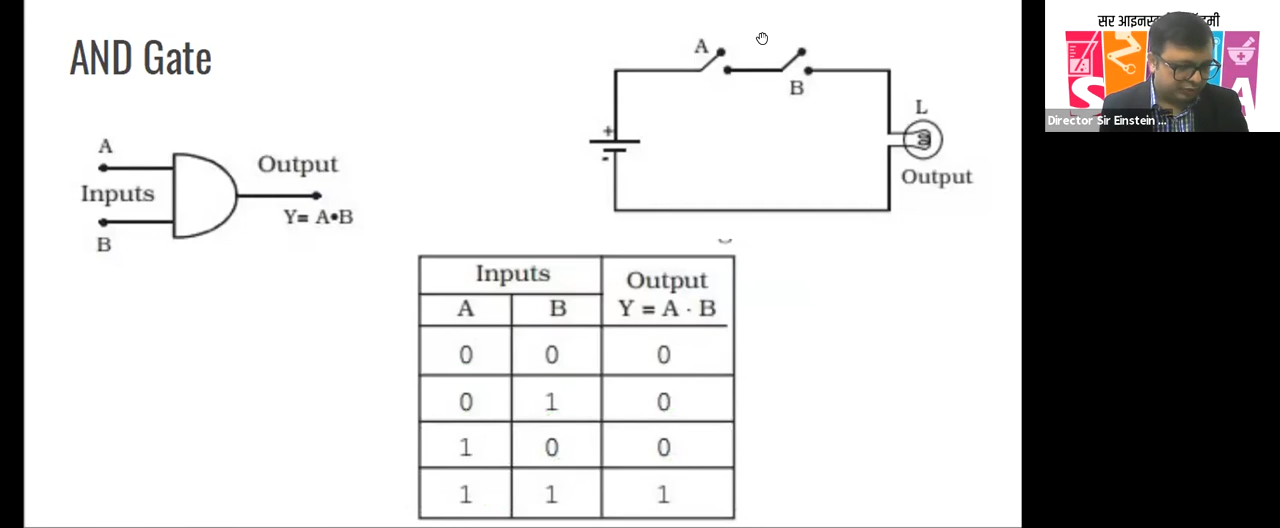 AND Gate
A
Inputs
B
Output
Y= A•B
A
B
+
-
L
Output
Inputs Output
A B Y = A · B
0 0 0
0 1 0
1 0 0
1 1 1
सर
S A
Director Sir Einstein ...